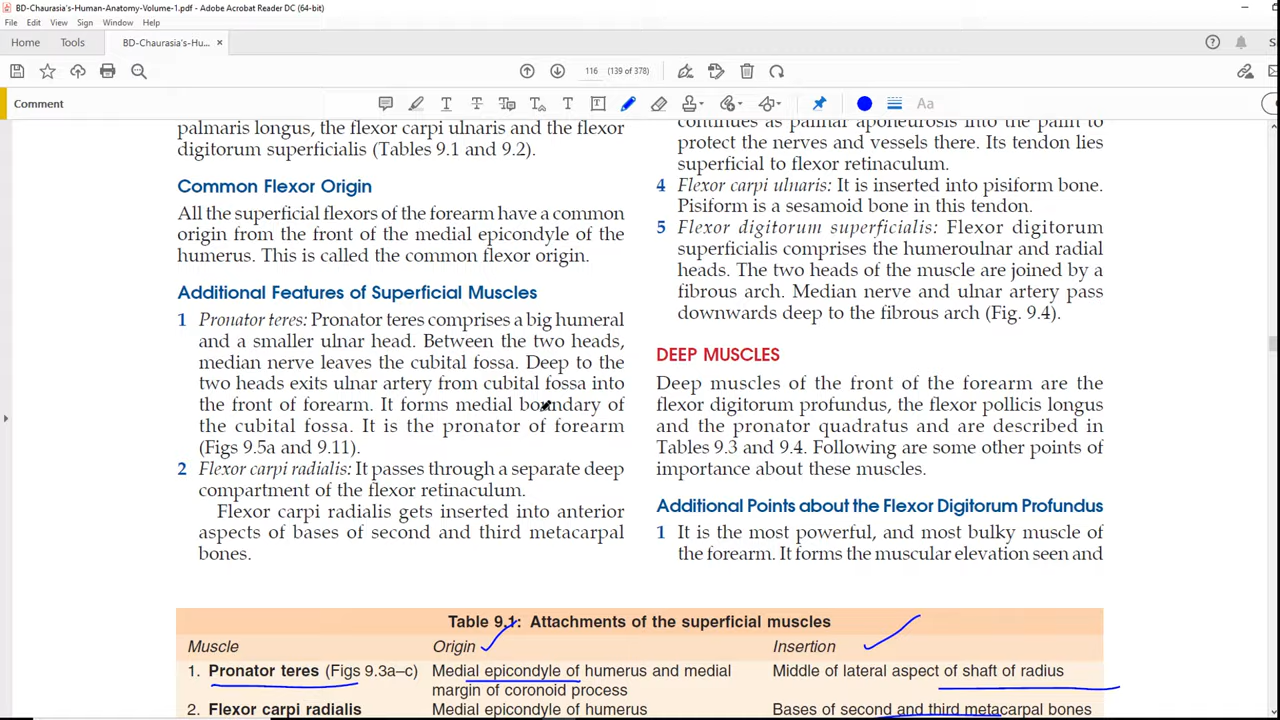 BD-Chaurasia's-Human-Anatomy-Volume-1.pdf - Adobe Acrobat Reader DC (64-bit)
File Edit View Sign Window Help
Home Tools BD-Chaurasia's-Hu... ×
116 (139 of 378)
Comment
palmaris longus, the flexor carpi ulnaris and the flexor
digitorum superficialis (Tables 9.1 and 9.2).
Common Flexor Origin
All the superficial flexors of the forearm have a common
origin from the front of the medial epicondyle of the
humerus. This is called the common flexor origin.
Additional Features of Superficial Muscles
1 Pronator teres: Pronator teres comprises a big humeral
and a smaller ulnar head. Between the two heads,
median nerve leaves the cubital fossa. Deep to the
two heads exits ulnar artery from cubital fossa into
the front of forearm. It forms medial boundary of
the cubital fossa. It is the pronator of forearm
(Figs 9.5a and 9.11).
2 Flexor carpi radialis: It passes through a separate deep
compartment of the flexor retinaculum.
Flexor carpi radialis gets inserted into anterior
aspects of bases of second and third metacarpal
bones.
continues as palmar aponeurosis into the palm to
protect the nerves and vessels there. Its tendon lies
superficial to flexor retinaculum.
4 Flexor carpi ulnaris: It is inserted into pisiform bone.
Pisiform is a sesamoid bone in this tendon.
5 Flexor digitorum superficialis: Flexor digitorum
superficialis comprises the humeroulnar and radial
heads. The two heads of the muscle are joined by a
fibrous arch. Median nerve and ulnar artery pass
downwards deep to the fibrous arch (Fig. 9.4).
DEEP MUSCLES
Deep muscles of the front of the forearm are the
flexor digitorum profundus, the flexor pollicis longus
and the pronator quadratus and are described in
Tables 9.3 and 9.4. Following are some other points of
importance about these muscles.
Additional Points about the Flexor Digitorum Profundus
1 It is the most powerful, and most bulky muscle of
the forearm. It forms the muscular elevation seen and
Table 9.1: Attachments of the superficial muscles
Muscle Origin Insertion
1. Pronator teres (Figs 9.3a–c) Medial epicondyle of humerus and medial Middle of lateral aspect of shaft of radius
margin of coronoid process
2. Flexor carpi radialis Medial epicondyle of humerus Bases of second and third metacarpal bones